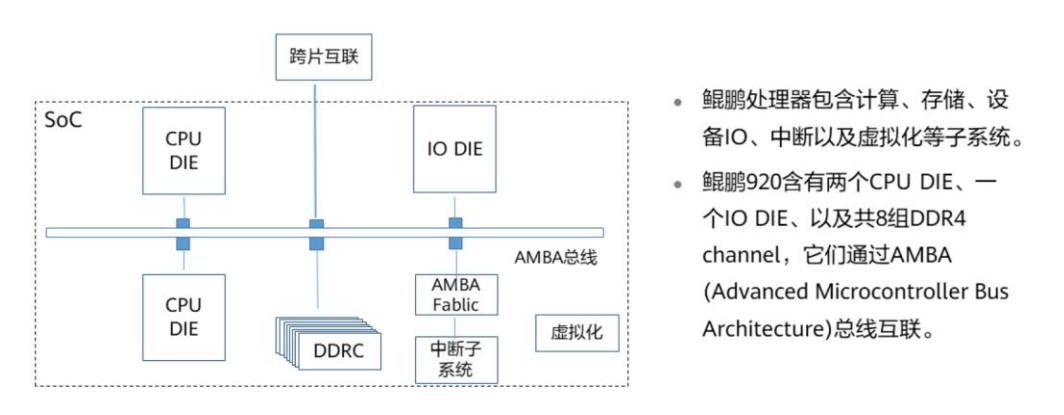 跨片互联
SoC
CPU
DIE
IO DIE
AMBA总线
CPU
DIE
DDRC
AMBA
Fablic
中断子
系统
虚拟化
• 鲲鹏处理器包含计算、存储、设
备IO、中断以及虚拟化等子系统。
• 鲲鹏920含有两个CPU DIE、一
个IO DIE、以及共8组DDR4
channel，它们通过AMBA
(Advanced Microcontroller Bus
Architecture)总线互联。